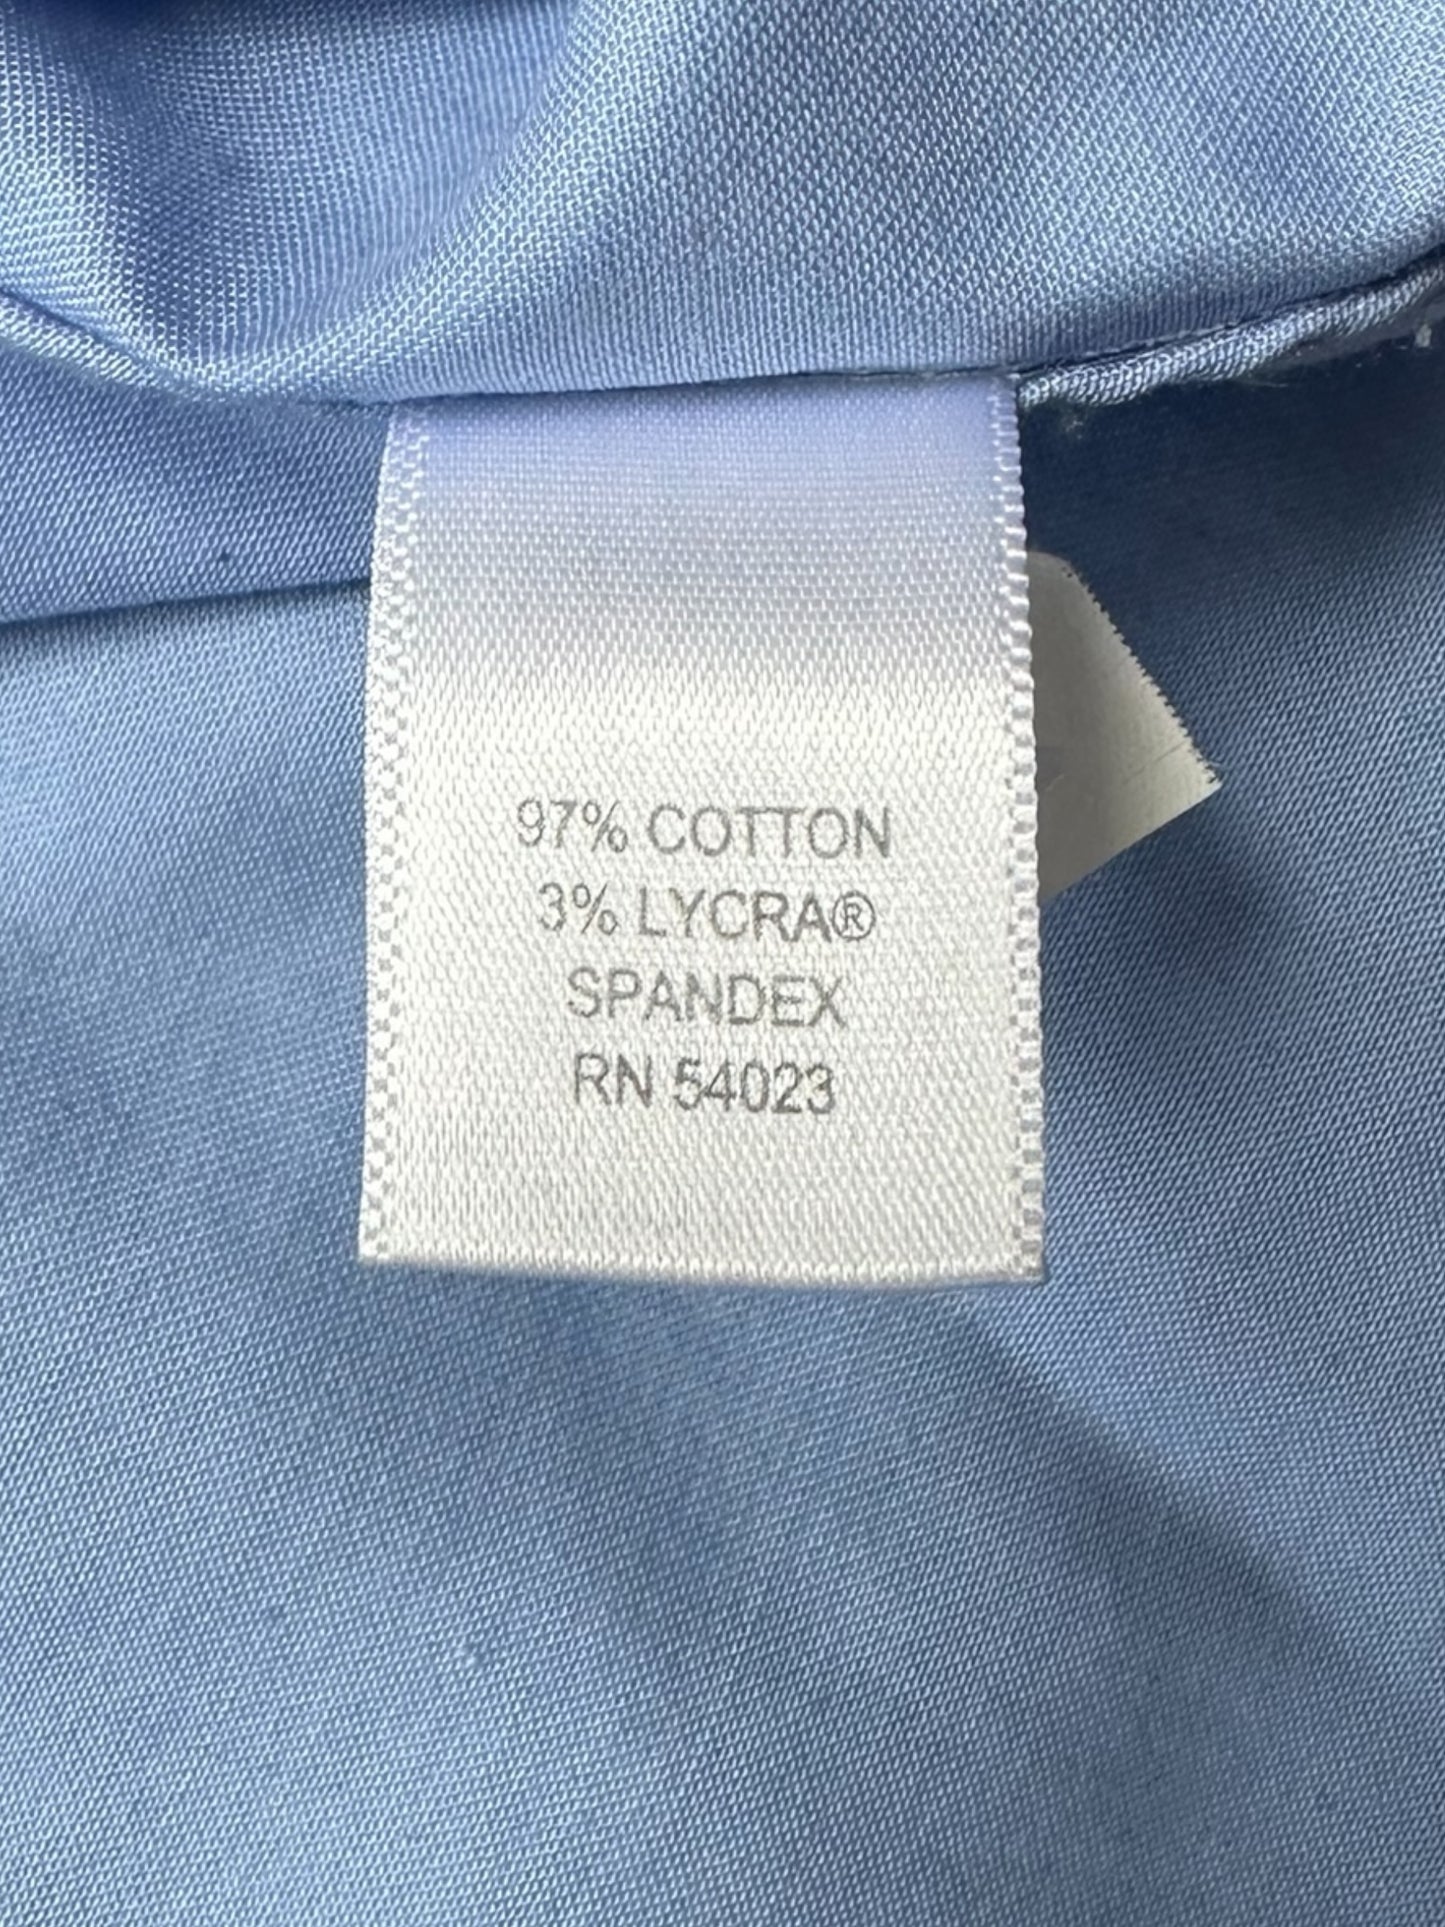 97% COTTON
3% LYCRA®
SPANDEX
RN 54023